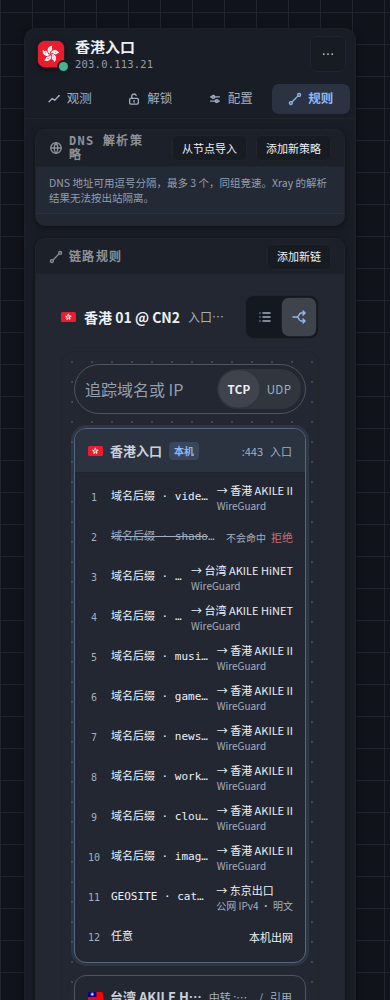 香港入口
203.0.113.21
···
观测
解锁
配置
规则
DNS 解析策
略
从节点导入
添加新策略
DNS 地址可用逗号分隔，最多 3 个，同组竞速。Xray 的解析
结果无法按出站隔离。
链路规则
添加新链
香港 01 @ CN2 入口…
追踪域名或 IP
TCP UDP
香港入口 本机 :443 入口
1 域名后缀 · vide… → 香港 AKILE II
WireGuard
2 域名后缀 · shado… 不会命中 拒绝
3 域名后缀 · … → 台湾 AKILE HiNET
WireGuard
4 域名后缀 · … → 台湾 AKILE HiNET
WireGuard
5 域名后缀 · musi… → 香港 AKILE II
WireGuard
6 域名后缀 · game… → 香港 AKILE II
WireGuard
7 域名后缀 · news… → 香港 AKILE II
WireGuard
8 域名后缀 · work… → 香港 AKILE II
WireGuard
9 域名后缀 · clou… → 香港 AKILE II
WireGuard
10 域名后缀 · imag… → 香港 AKILE II
WireGuard
11 GEOSITE · cat… → 东京出口
公网 IPv4 · 明文
12 任意 本机出网
台湾 AKILE H… 中转 :… / 引用